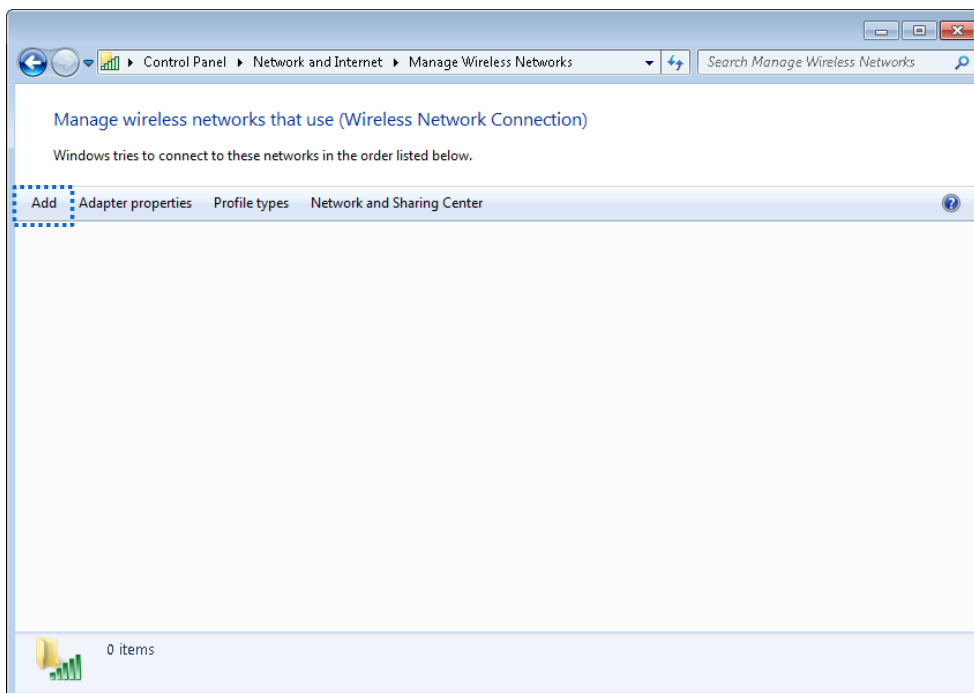 Control Panel Network and Internet Manage Wireless Networks Search Manage Wireless Networks
Manage wireless networks that use (Wireless Network Connection)
Windows tries to connect to these networks in the order listed below.
Add Adapter properties Profile types Network and Sharing Center
0 items